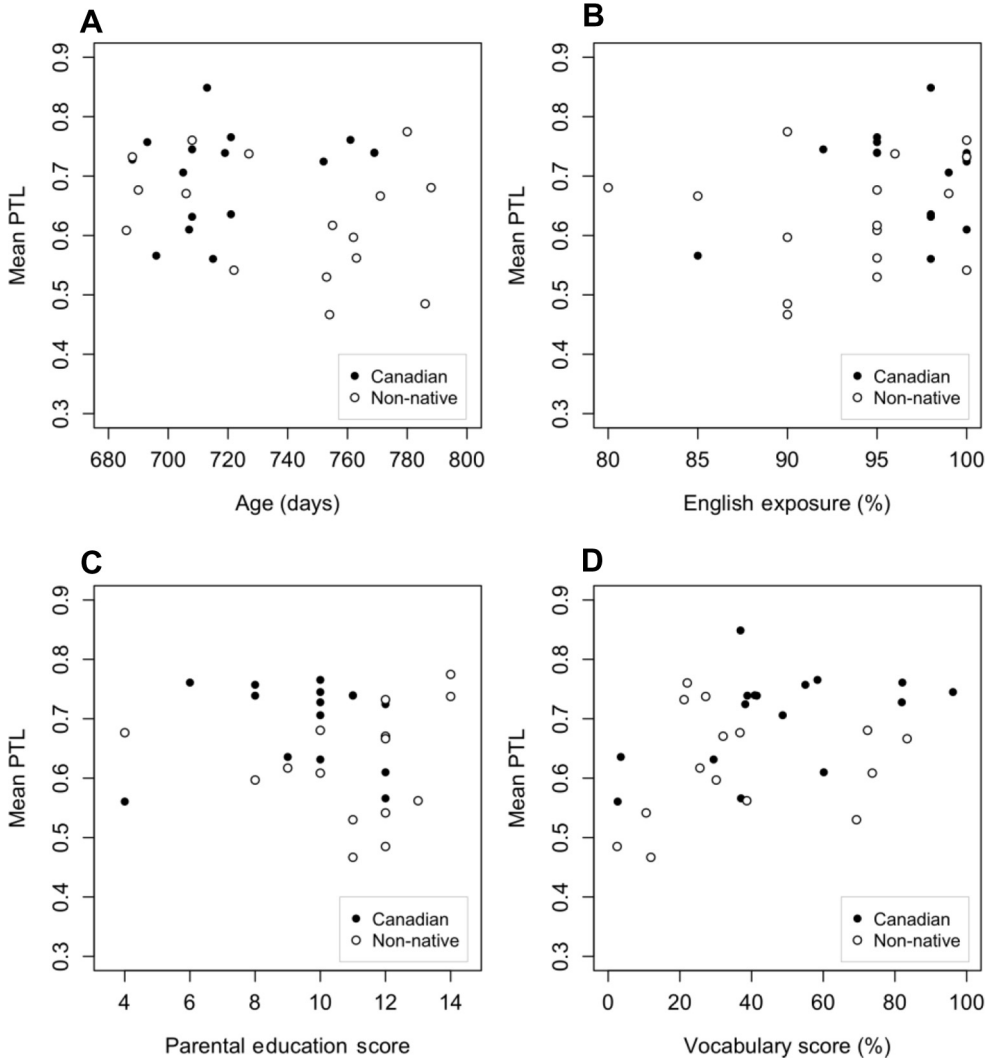 A
0.9
0.8
0.7
0.6
0.5
0.4
0.3
Mean PTL
Canadian
Non-native
680 700 720 740 760 780 800
Age (days)
B
0.9
0.8
0.7
0.6
0.5
0.4
0.3
Mean PTL
Canadian
Non-native
80 85 90 95 100
English exposure (%)
C
0.9
0.8
0.7
0.6
0.5
0.4
0.3
Mean PTL
Canadian
Non-native
4 6 8 10 12 14
Parental education score
D
0.9
0.8
0.7
0.6
0.5
0.4
0.3
Mean PTL
Canadian
Non-native
0 20 40 60 80 100
Vocabulary score (%)